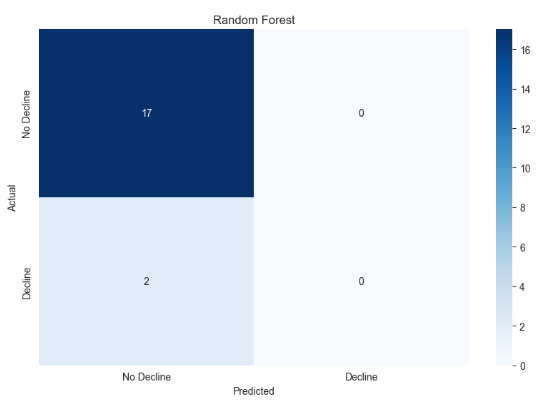 Random Forest
Actual
No Decline
Decline
17
0
2
0
No Decline
Decline
Predicted
16
14
12
10
8
6
4
2
0